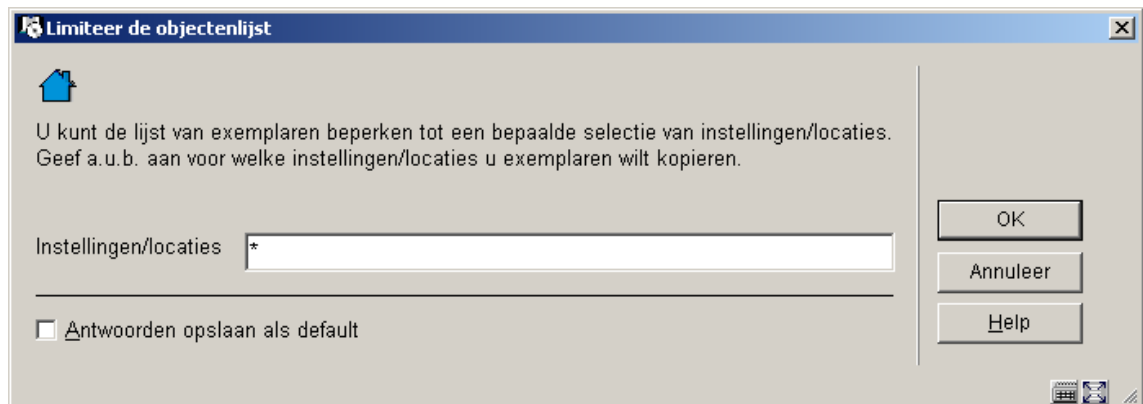 Limiteer de objectenlijst
U kunt de lijst van exemplaren beperken tot een bepaalde selectie van instellingen/locaties.
Geef a.u.b. aan voor welke instellingen/locaties u exemplaren wilt kopieren.
Instellingen/locaties *
Antwoorden opslaan als default
OK
Annuleer
Help